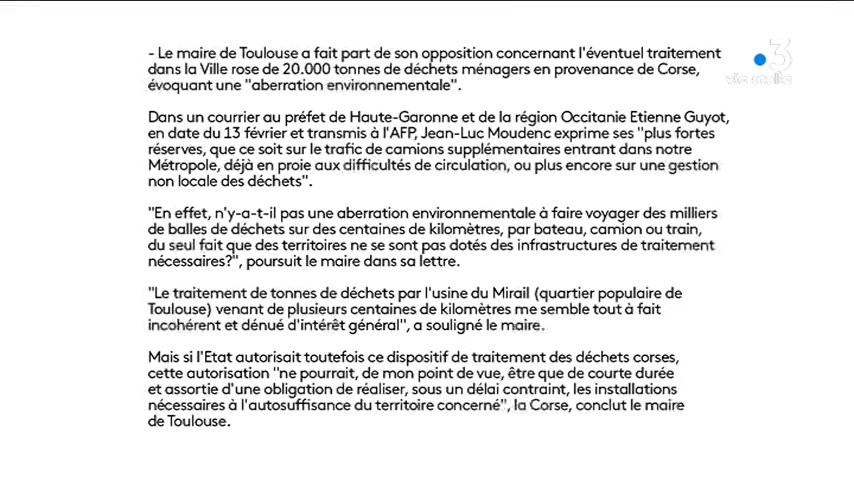 - Le maire de Toulouse a fait part de son opposition concernant l'éventuel traitement
dans la Ville rose de 20.000 tonnes de déchets ménagers en provenance de Corse,
évoquant une "aberration environnementale".
Dans un courrier au préfet de Haute-Garonne et de la région Occitanie Etienne Guyot,
en date du 13 février et transmis à l'AFP, Jean-Luc Moudenc exprime ses "plus fortes
réserves, que ce soit sur le trafic de camions supplémentaires entrant dans notre
Métropole, déjà en proie aux difficultés de circulation, ou plus encore sur une gestion
non locale des déchets".
"En effet, n'y-a-t-il pas une aberration environnementale à faire voyager des milliers
de balles de déchets sur des centaines de kilomètres, par bateau, camion ou train,
du seul fait que des territoires ne se sont pas dotés des infrastructures de traitement
nécessaires?", poursuit le maire dans sa lettre.
"Le traitement de tonnes de déchets par l'usine du Mirail (quartier populaire de
Toulouse) venant de plusieurs centaines de kilomètres me semble tout à fait
incohérent et dénué d'intérêt général", a souligné le maire.
Mais si l'Etat autorisait toutefois ce dispositif de traitement des déchets corses,
cette autorisation "ne pourrait, de mon point de vue, être que de courte durée
et assortie d'une obligation de réaliser, sous un délai contraint, les installations
nécessaires à l'autosuffisance du territoire concerné", la Corse, conclut le maire
de Toulouse.
3
via stella